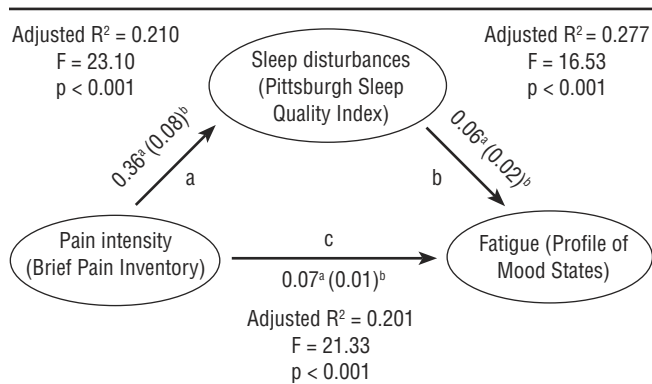 Adjusted R² = 0.210
F = 23.10
p < 0.001
Sleep disturbances
(Pittsburgh Sleep
Quality Index)
Adjusted R² = 0.277
F = 16.53
p < 0.001
0.36ᵃ (0.08)ᵇ
a
0.06ᵃ (0.02)ᵇ
b
Pain intensity
(Brief Pain Inventory)
c
0.07ᵃ (0.01)ᵇ
Fatigue (Profile of
Mood States)
Adjusted R² = 0.201
F = 21.33
p < 0.001